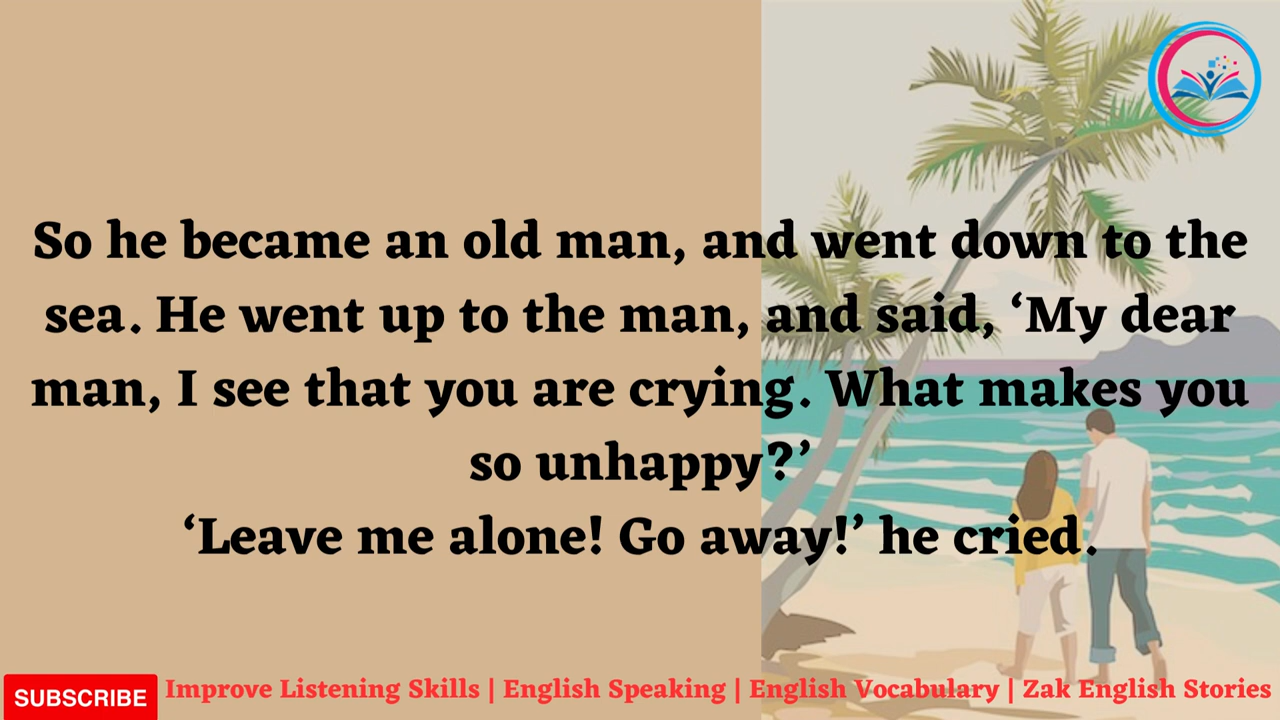 So he became an old man, and went down to the
sea. He went up to the man, and said, ‘My dear
man, I see that you are crying. What makes you
so unhappy?’
‘Leave me alone! Go away!’ he cried.
SUBSCRIBE
Improve Listening Skills | English Speaking | English Vocabulary | Zak English Stories